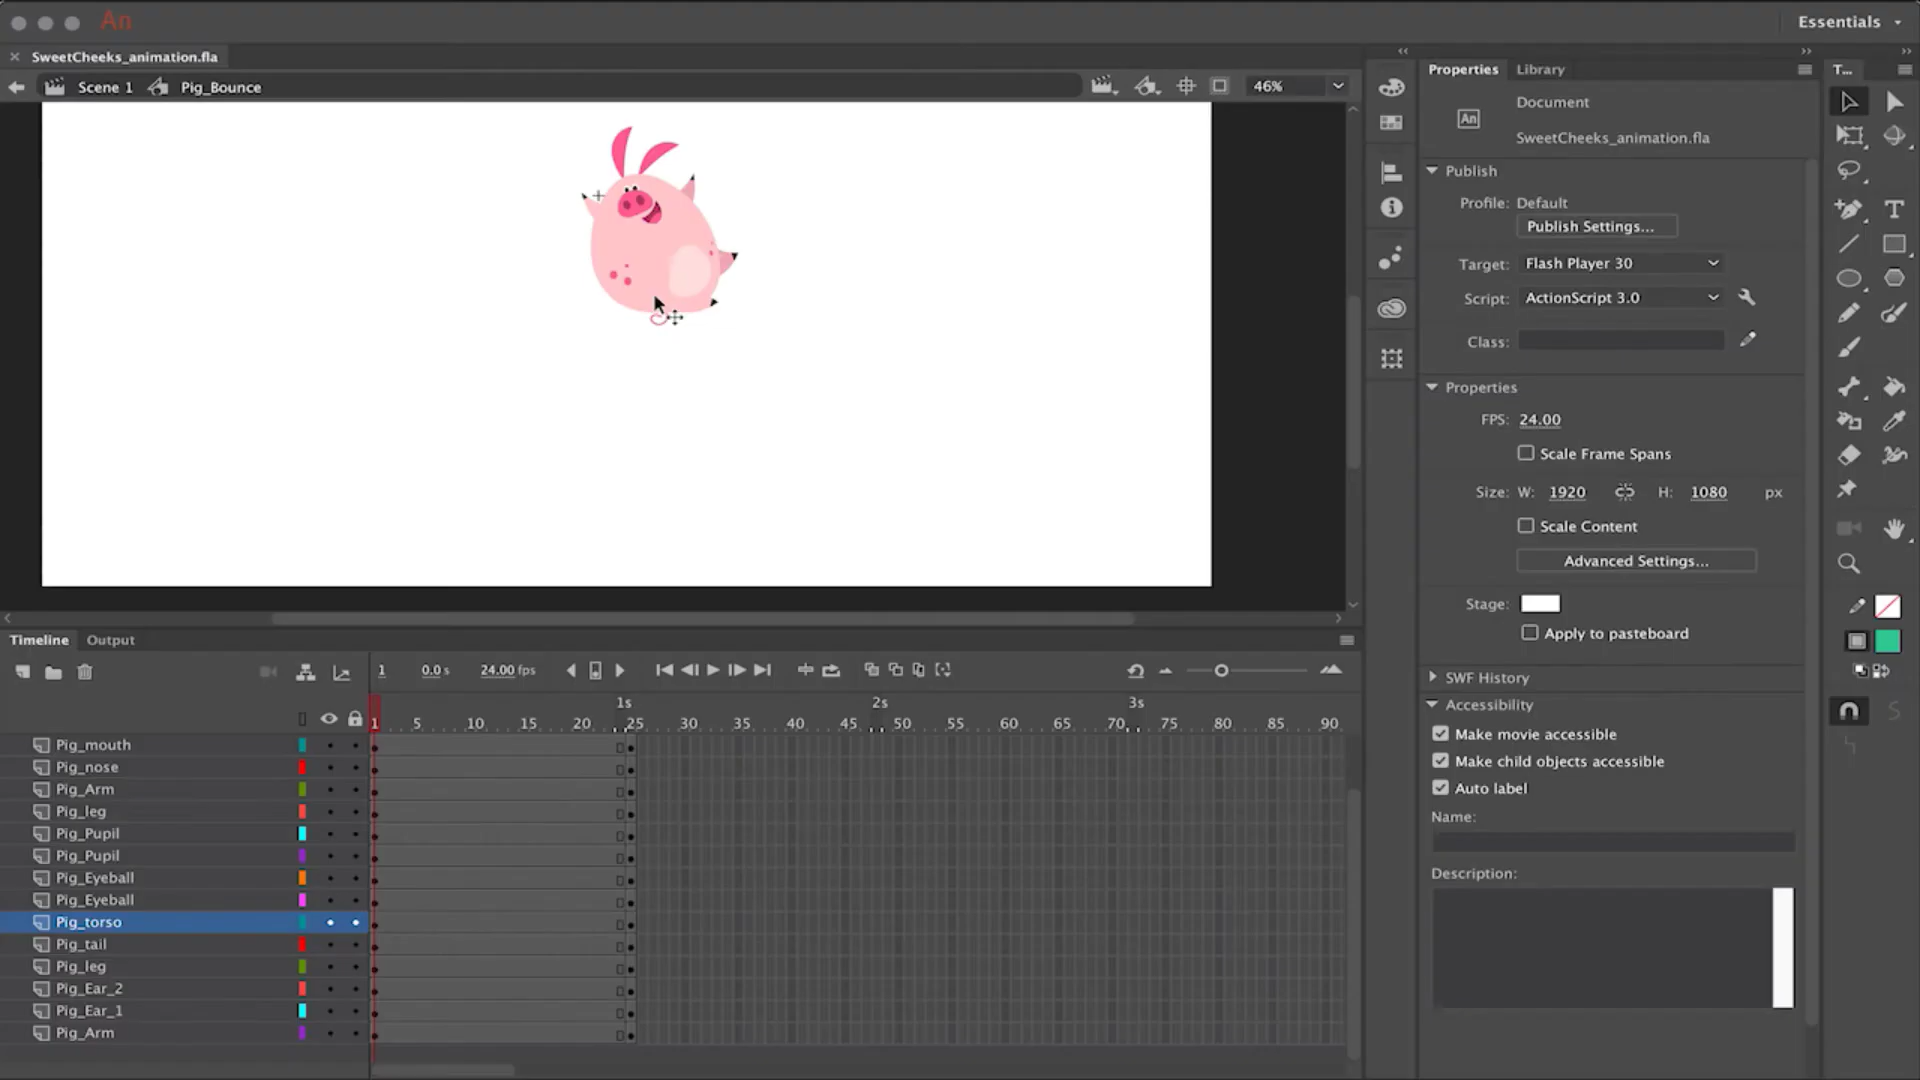 An
Essentials
SweetCheeks_animation.fla
Scene 1
Pig_Bounce
46%
Properties
Library
T...
Document
An
SweetCheeks_animation.fla
Publish
Profile: Default
Publish Settings...
Target: Flash Player 30
Script: ActionScript 3.0
Class:
Properties
FPS: 24.00
Scale Frame Spans
Size: W: 1920 H: 1080 px
Scale Content
Advanced Settings...
Stage:
Apply to pasteboard
SWF History
Accessibility
Make movie accessible
Make child objects accessible
Auto label
Name:
Description:
Timeline
Output
1 0.0 s 24.00 fps
1s 2s 3s
1 5 10 15 20 25 30 35 40 45 50 55 60 65 70 75 80 85 90
Pig_mouth
Pig_nose
Pig_Arm
Pig_leg
Pig_Pupil
Pig_Pupil
Pig_Eyeball
Pig_Eyeball
Pig_torso
Pig_tail
Pig_leg
Pig_Ear_2
Pig_Ear_1
Pig_Arm